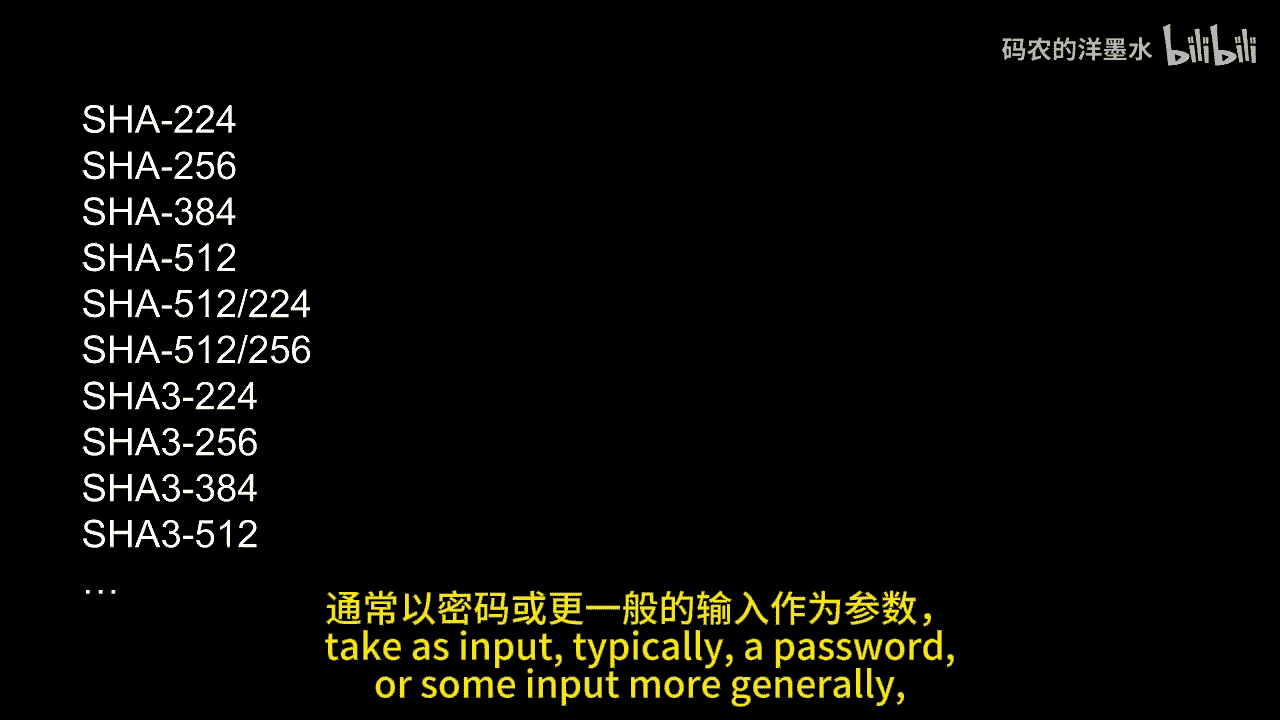 码农的洋墨水 bilibili
SHA-224
SHA-256
SHA-384
SHA-512
SHA-512/224
SHA-512/256
SHA3-224
SHA3-256
SHA3-384
SHA3-512
...
通常以密码或更一般的输入作为参数，
take as input, typically, a password,
or some input more generally,